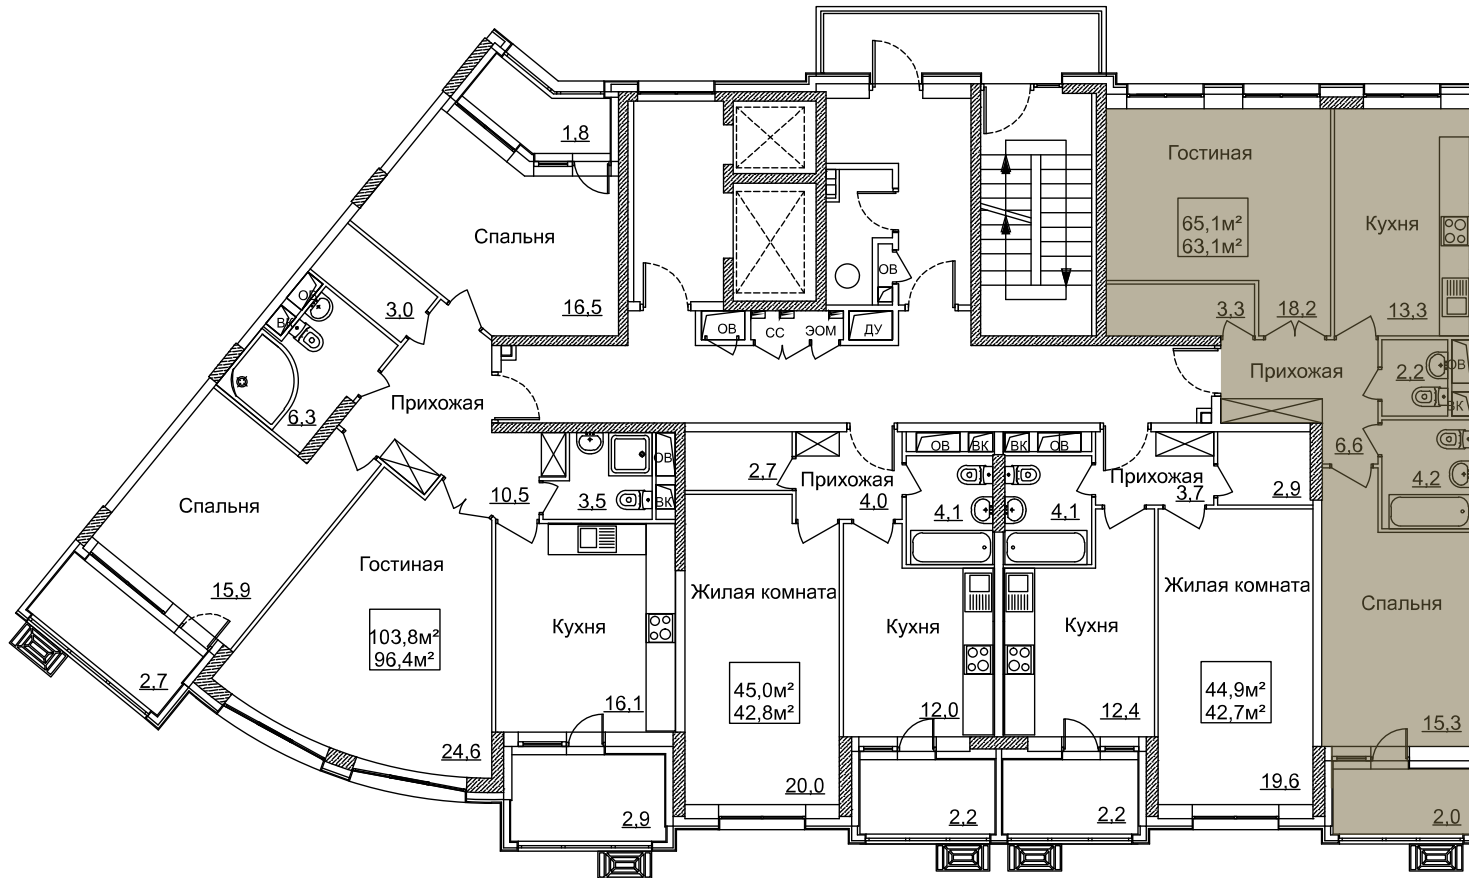 1,8
Гостиная
65,1м²
63,1м²
Кухня
Спальня
ОВ
16,5
3,0
ОВ
ВК
3,3
18,2
13,3
ОВ
СС
ЭОМ
ДУ
Прихожая
2,2
ОВ
ВК
Прихожая
6,3
6,6
4,2
ОВ
ВК
ВК
ОВ
ОВ
2,7
Прихожая
4,0
4,1
4,1
Прихожая
3,7
2,9
10,5
3,5
ВК
Спальня
15,9
Гостиная
Жилая комната
Жилая комната
Спальня
103,8м²
96,4м²
Кухня
Кухня
Кухня
2,7
45,0м²
42,8м²
44,9м²
42,7м²
16,1
12,0
12,4
15,3
24,6
20,0
19,6
2,9
2,2
2,2
2,0